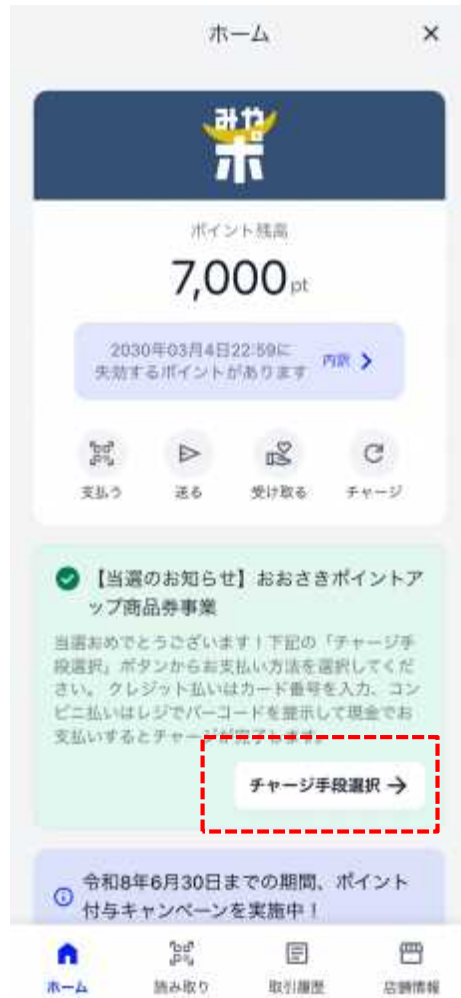 ホーム
みやポ
ポイント残高
7,000 pt
2030年03月4日22:59に
失効するポイントがあります
内訳
支払う 送る 受け取る チャージ
【当選のお知らせ】おおさきポイントア
ップ商品券事業
当選おめでとうございます!下記の「チャージ手
段選択」ボタンからお支払い方法を選択してくだ
さい。 クレジット払いはカード番号を入力、コン
ビニ払いはレジでバーコードを提示して現金でお
支払いするとチャージが完了します。
チャージ手段選択 →
令和8年6月30日までの期間、ポイント
付与キャンペーンを実施中!
ホーム 読み取り 取引履歴 店舗情報